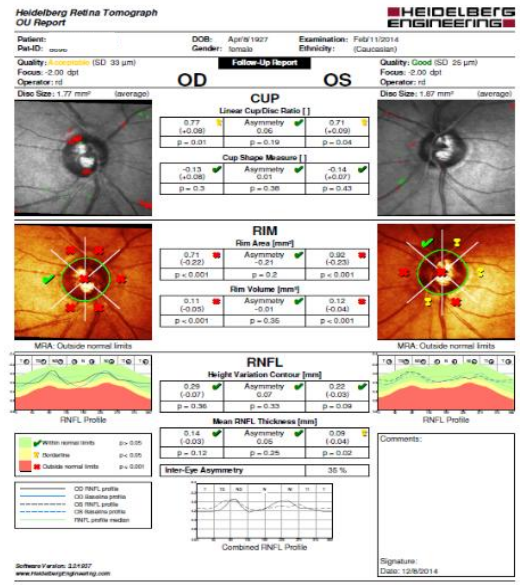 Heidelberg Retina Tomograph
OU Report
HEIDELBERG
ENGINEERING
Patient:
Pat-ID:
DOB: Apr/8/1927
Gender: female
Examination: Feb/11/2014
Ethnicity: (Caucasian)
Quality: Acceptable (SD 33 µm)
Focus: -2.00 dpt
Operator: rd
Disc Size: 1.77 mm² (average)
Follow-Up Report
OD OS
Quality: Good (SD 25 µm)
Focus: -2.00 dpt
Operator: rd
Disc Size: 1.87 mm² (average)
CUP
Linear Cup/Disc Ratio [ ]
0.77 Asymmetry 0.71
(+0.08) 0.06 (+0.09)
p = 0.01 p = 0.19 p = 0.04
Cup Shape Measure [ ]
-0.13 Asymmetry -0.14
(+0.08) 0.01 (+0.07)
p = 0.3 p = 0.36 p = 0.43
RIM
Rim Area [mm²]
0.71 Asymmetry 0.92
(-0.22) -0.21 (-0.23)
p < 0.001 p = 0.2 p < 0.001
Rim Volume [mm³]
0.11 Asymmetry 0.12
(-0.05) -0.01 (-0.04)
p < 0.001 p = 0.35 p < 0.001
MRA: Outside normal limits
MRA: Outside normal limits
RNFL
Height Variation Contour [mm]
0.29 Asymmetry 0.22
(-0.07) 0.07 (-0.03)
p = 0.36 p = 0.33 p = 0.09
Mean RNFL Thickness [mm]
0.14 Asymmetry 0.09
(-0.03) 0.05 (-0.04)
p = 0.12 p = 0.25 p = 0.02
Inter-Eye Asymmetry 35 %
RNFL Profile
RNFL Profile
Within normal limits p > 0.05
Borderline p < 0.05
Outside normal limits p < 0.001
OD RNFL profile
OD Baseline profile
OS RNFL profile
OS Baseline profile
RNFL profile median
Combined RNFL Profile
Comments:
Signature:
Date: 12/8/2014
Software Version:
www.HeidelbergEngineering.com